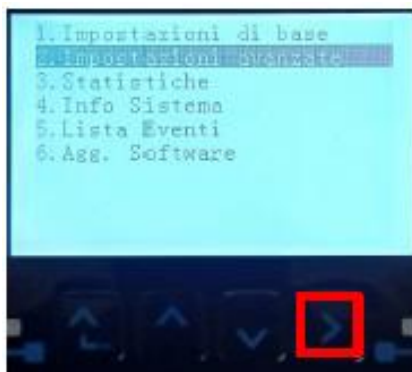 1.Impostazioni di base
2.Impostazioni avanzate
3.Statistiche
4.Info Sistema
5.Lista Eventi
6.Agg. Software